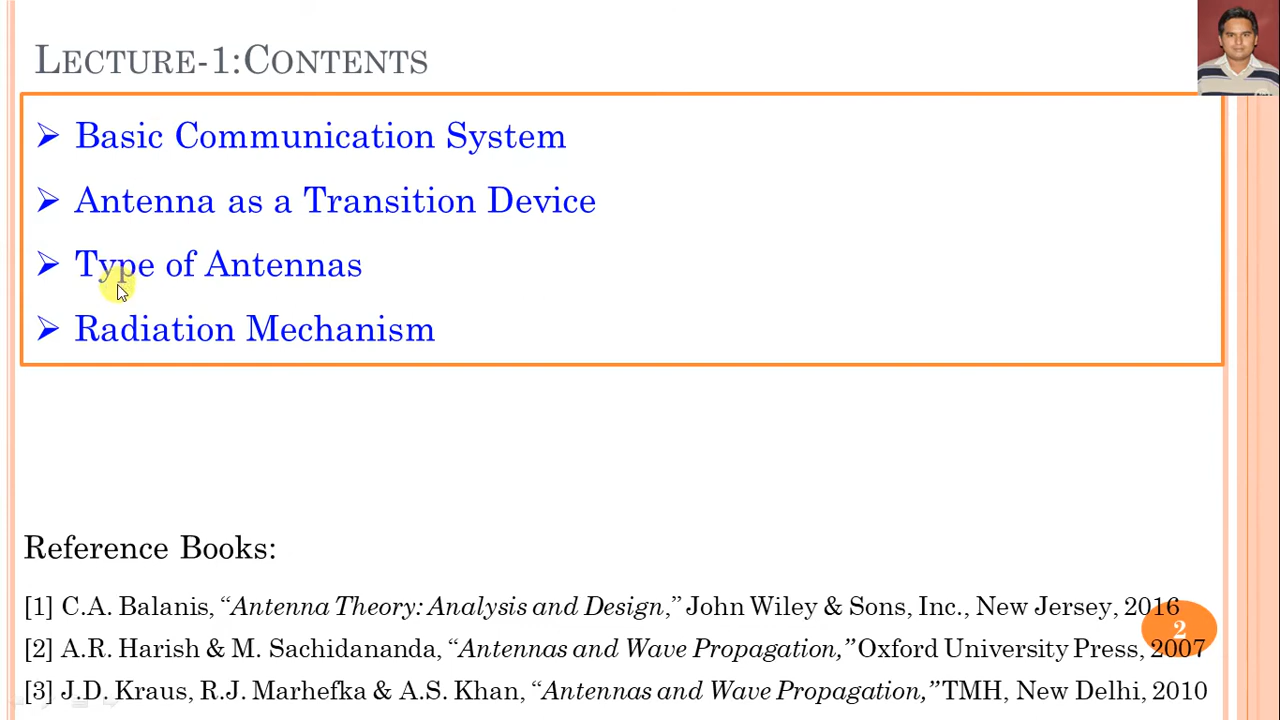 LECTURE-1:CONTENTS
Basic Communication System
Antenna as a Transition Device
Type of Antennas
Radiation Mechanism
Reference Books:
[1] C.A. Balanis, “Antenna Theory: Analysis and Design,” John Wiley & Sons, Inc., New Jersey, 2016
[2] A.R. Harish & M. Sachidananda, “Antennas and Wave Propagation,” Oxford University Press, 2007
[3] J.D. Kraus, R.J. Marhefka & A.S. Khan, “Antennas and Wave Propagation,” TMH, New Delhi, 2010
2